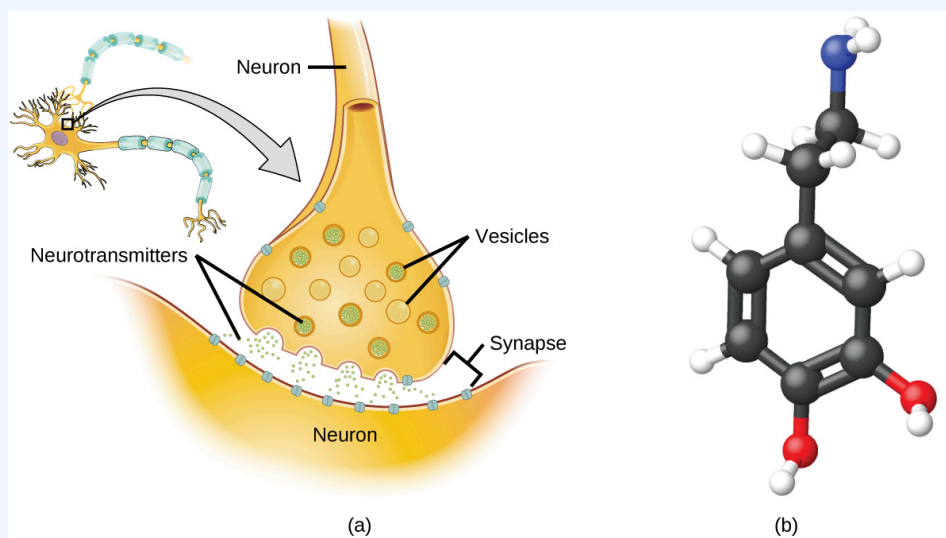 Neuron
Neurotransmitters
Vesicles
Synapse
Neuron
(a)
(b)